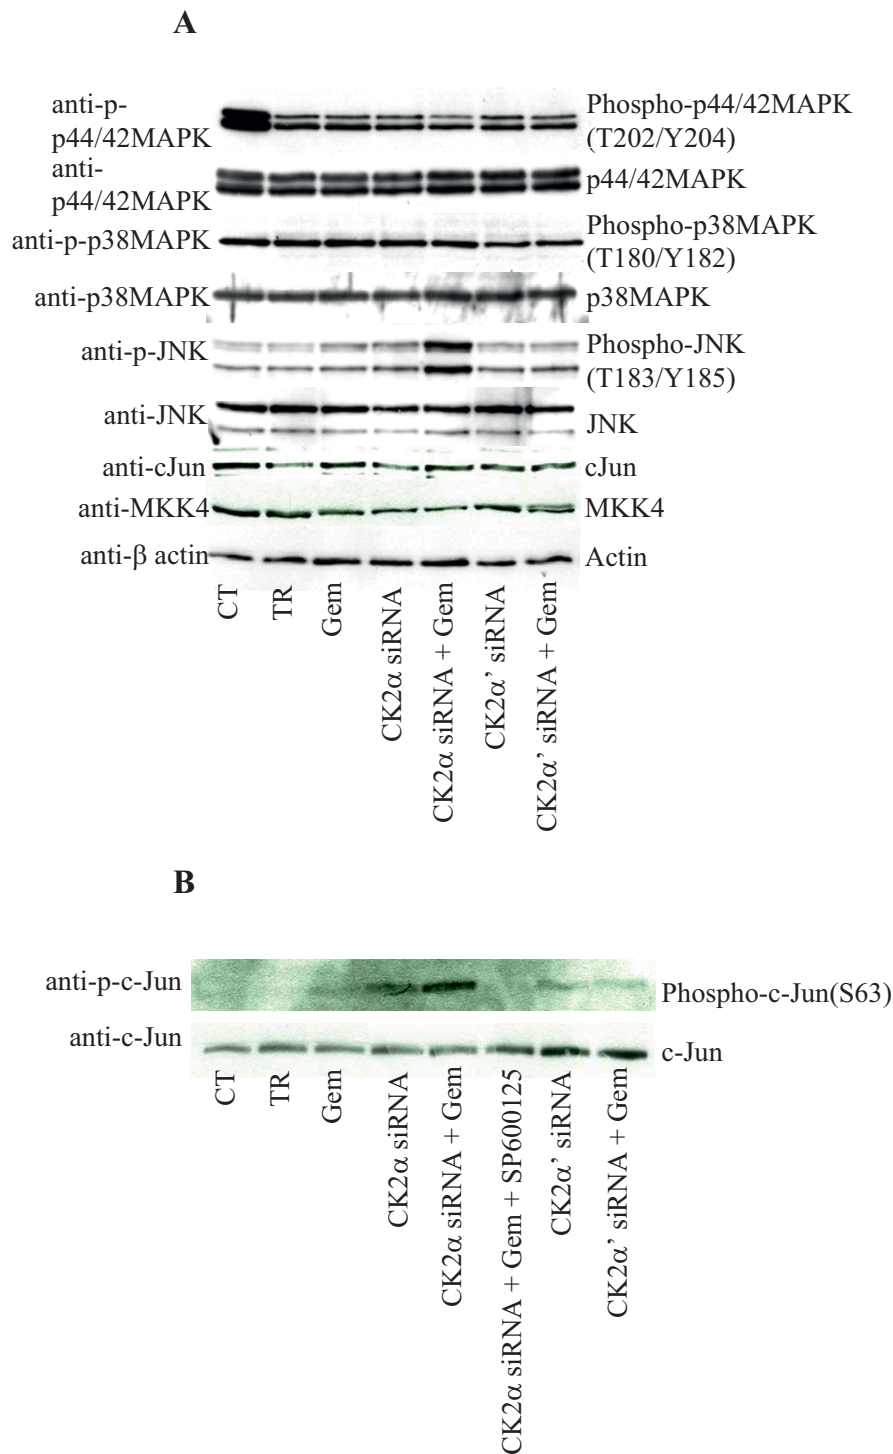 A
anti-p-
p44/42MAPK
Phospho-p44/42MAPK
(T202/Y204)
anti-
p44/42MAPK
p44/42MAPK
anti-p-p38MAPK
Phospho-p38MAPK
(T180/Y182)
anti-p38MAPK
p38MAPK
anti-p-JNK
Phospho-JNK
(T183/Y185)
anti-JNK
JNK
anti-cJun
cJun
anti-MKK4
MKK4
anti-β actin
Actin
CT
TR
Gem
CK2α siRNA
CK2α siRNA + Gem
CK2α’ siRNA
CK2α’ siRNA + Gem
B
anti-p-c-Jun
Phospho-c-Jun(S63)
anti-c-Jun
c-Jun
CT
TR
Gem
CK2α siRNA
CK2α siRNA + Gem
CK2α siRNA + Gem + SP600125
CK2α’ siRNA
CK2α’ siRNA + Gem